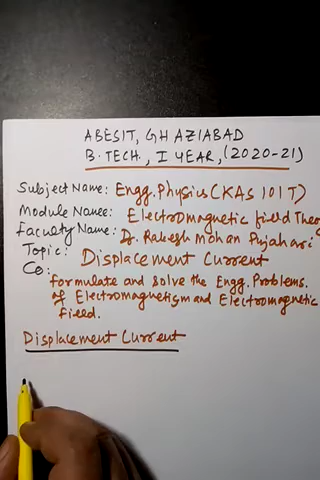 ABESIT, GHAZIABAD
B.TECH., I YEAR, (2020-21)
Subject Name: Engg. Physics (KAS 101T)
Module Name: Electromagnetic field Theory
Faculty Name: Dr. Rakesh Mohan Pujahari
Topic: Displacement Current
Co: formulate and solve the Engg. Problems
of Electromagnetism and Electromagnetic
field.
Displacement Current